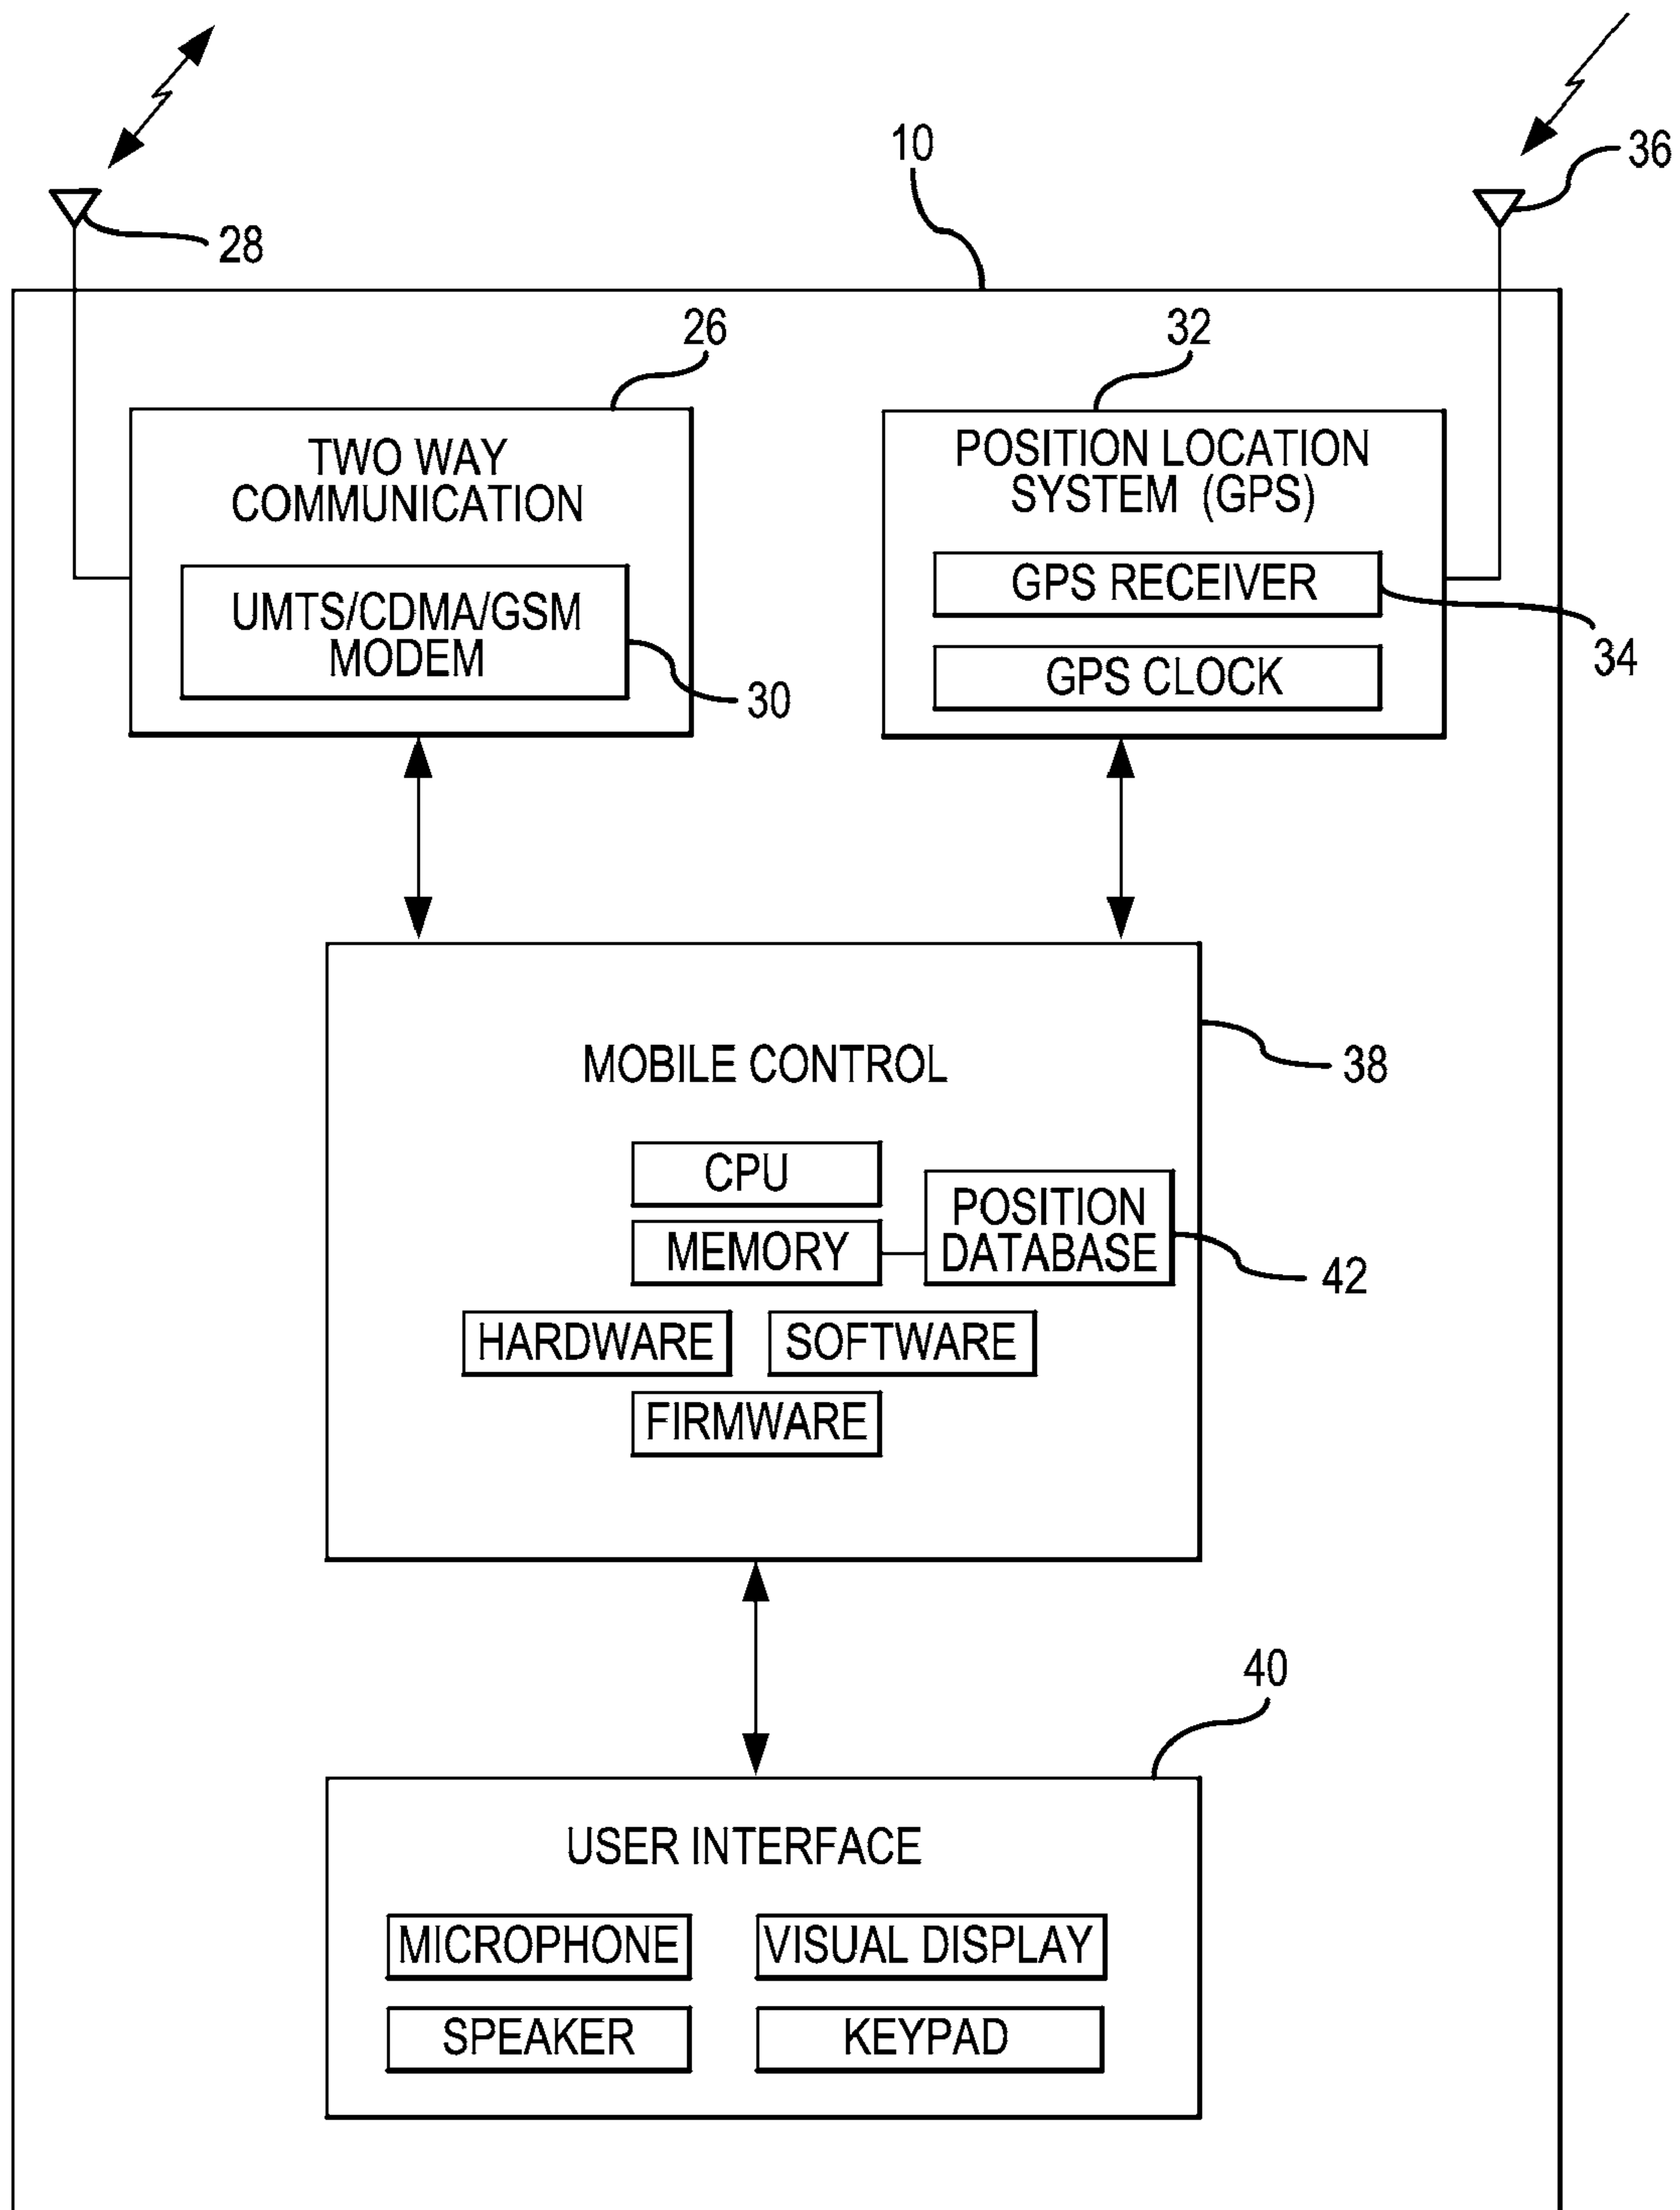 10
36
28
26
32
TWO WAY
COMMUNICATION
UMTS/CDMA/GSM
MODEM
30
POSITION LOCATION
SYSTEM (GPS)
GPS RECEIVER
GPS CLOCK
34
MOBILE CONTROL
38
CPU
MEMORY
POSITION
DATABASE
42
HARDWARE
SOFTWARE
FIRMWARE
40
USER INTERFACE
MICROPHONE
VISUAL DISPLAY
SPEAKER
KEYPAD